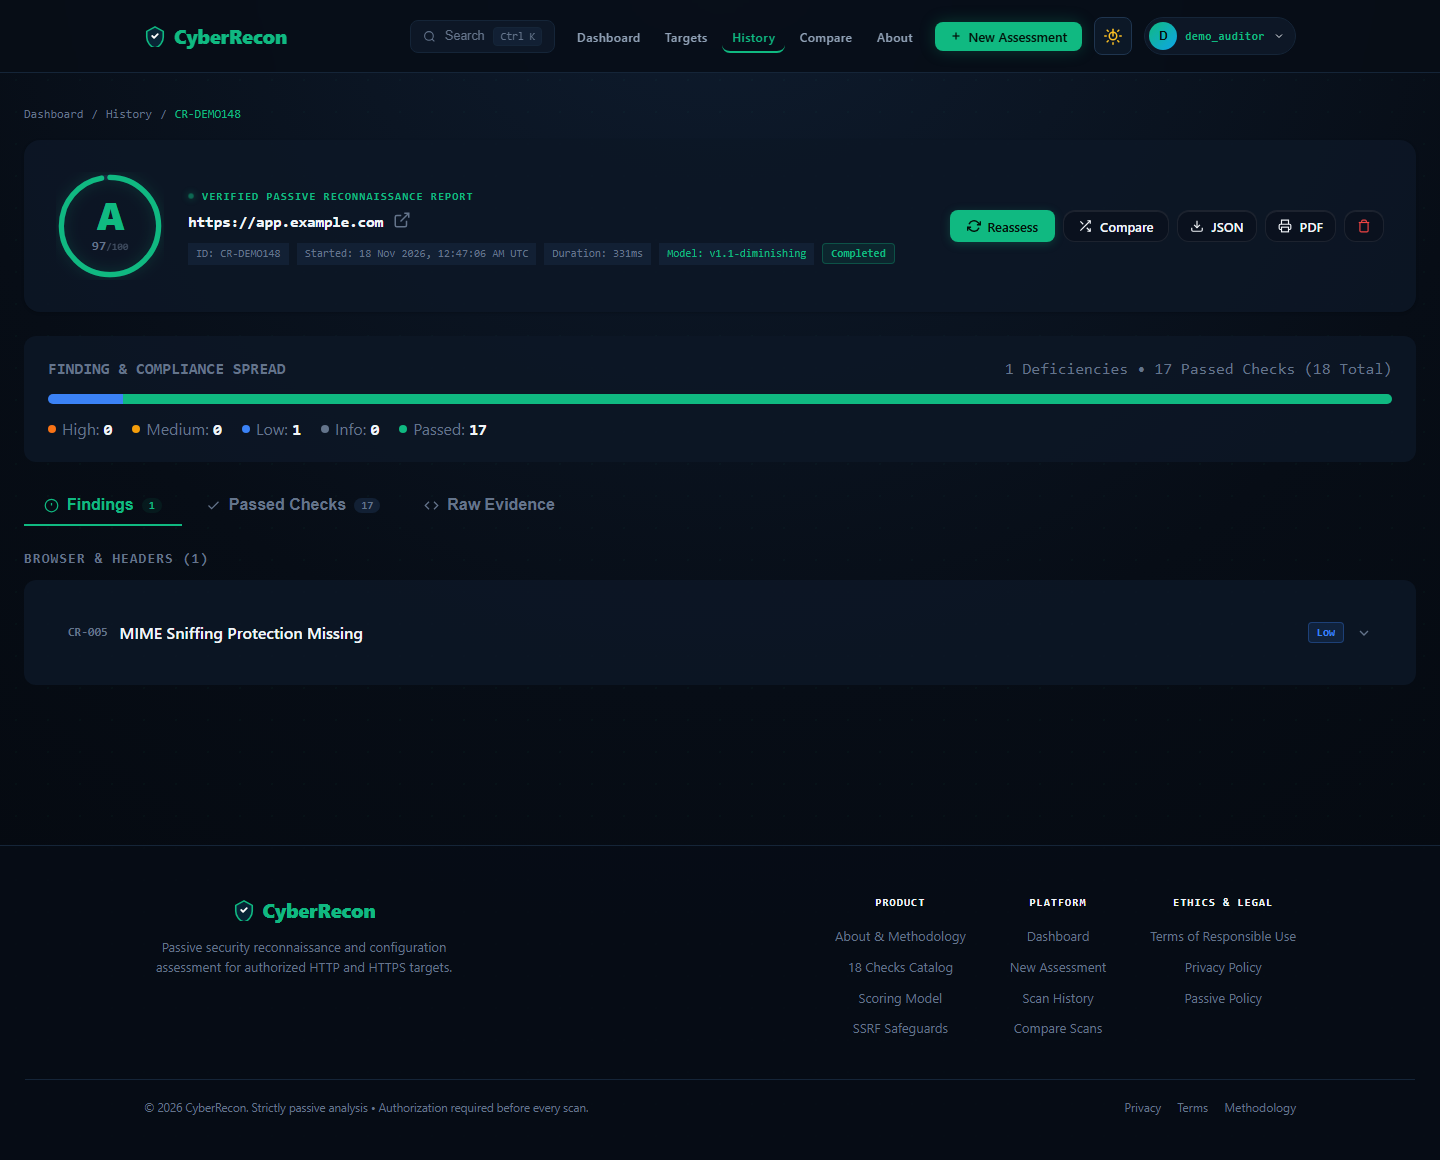 CyberRecon
Search Ctrl K
Dashboard
Targets
History
Compare
About
+ New Assessment
D demo_auditor
Dashboard / History / CR-DEMO148
A
97/100
VERIFIED PASSIVE RECONNAISSANCE REPORT
https://app.example.com
ID: CR-DEMO148
Started: 18 Nov 2026, 12:47:06 AM UTC
Duration: 331ms
Model: v1.1-diminishing
Completed
Reassess
Compare
JSON
PDF
FINDING & COMPLIANCE SPREAD
1 Deficiencies • 17 Passed Checks (18 Total)
High: 0
Medium: 0
Low: 1
Info: 0
Passed: 17
Findings 1
Passed Checks 17
Raw Evidence
BROWSER & HEADERS (1)
CR-005 MIME Sniffing Protection Missing
Low
CyberRecon
Passive security reconnaissance and configuration
assessment for authorized HTTP and HTTPS targets.
PRODUCT
About & Methodology
18 Checks Catalog
Scoring Model
SSRF Safeguards
PLATFORM
Dashboard
New Assessment
Scan History
Compare Scans
ETHICS & LEGAL
Terms of Responsible Use
Privacy Policy
Passive Policy
© 2026 CyberRecon. Strictly passive analysis • Authorization required before every scan.
Privacy
Terms
Methodology